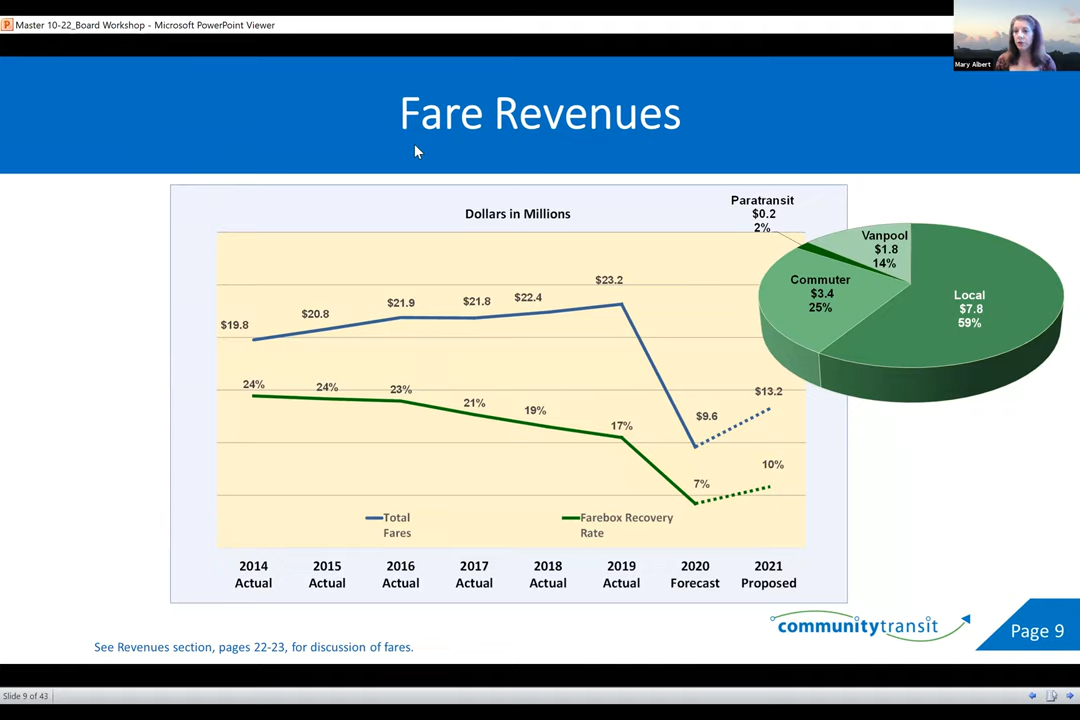 Master 10-22_Board Workshop - Microsoft PowerPoint Viewer
Mary Albert
Fare Revenues
Dollars in Millions
$19.8
$20.8
$21.9
$21.8
$22.4
$23.2
$9.6
$13.2
24%
24%
23%
21%
19%
17%
7%
10%
Total
Fares
Farebox Recovery
Rate
2014
Actual
2015
Actual
2016
Actual
2017
Actual
2018
Actual
2019
Actual
2020
Forecast
2021
Proposed
Paratransit
$0.2
2%
Vanpool
$1.8
14%
Commuter
$3.4
25%
Local
$7.8
59%
communitytransit
Page 9
See Revenues section, pages 22-23, for discussion of fares.
Slide 9 of 43